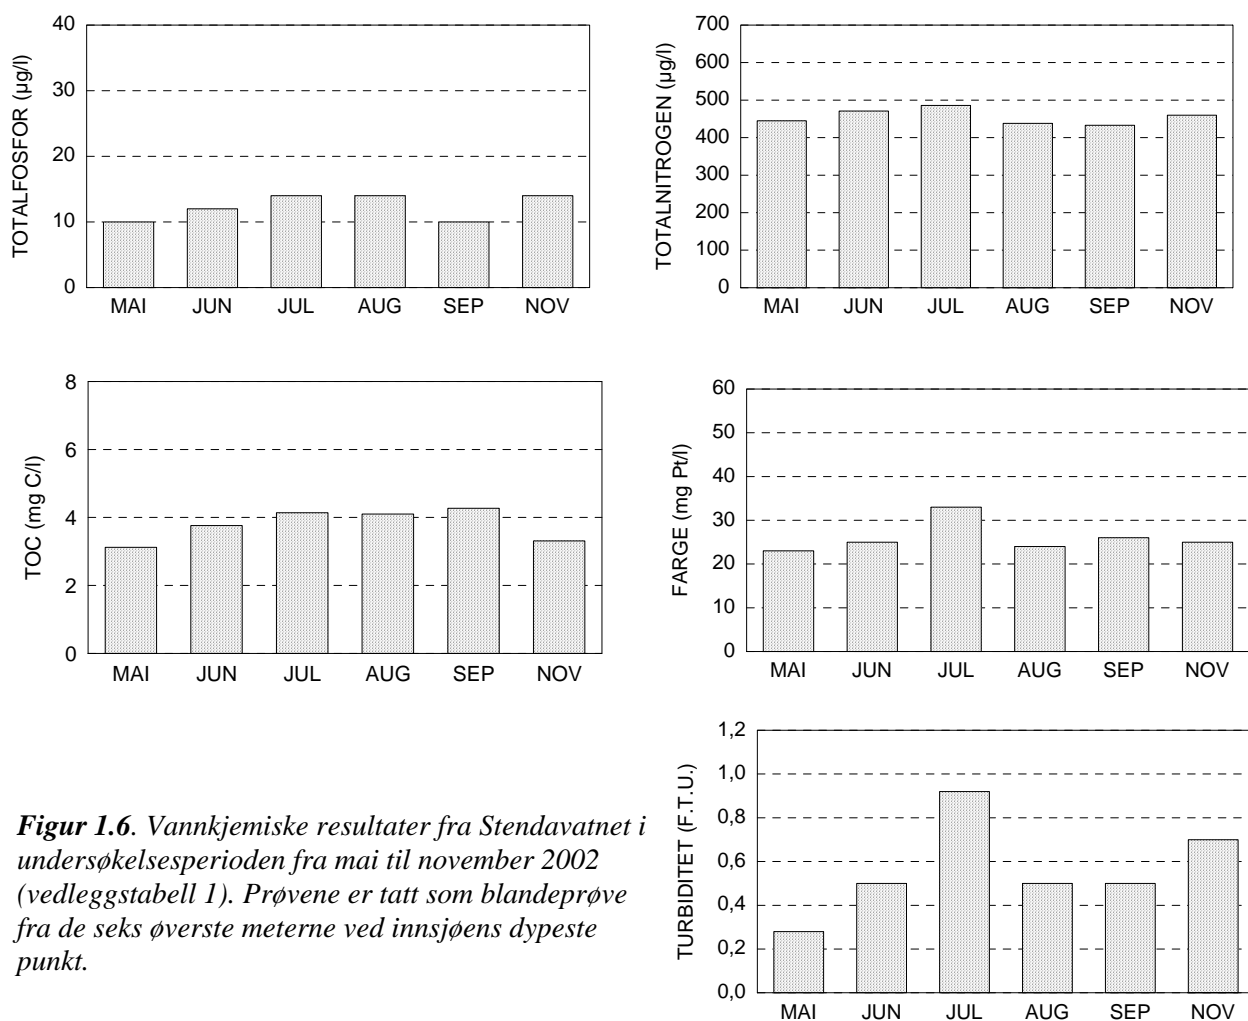 TOTALFOSFOR (µg/l)
40
30
20
10
0
MAI JUN JUL AUG SEP NOV
TOTALNITROGEN (µg/l)
700
600
500
400
300
200
100
0
MAI JUN JUL AUG SEP NOV
TOC (mg C/l)
8
6
4
2
0
MAI JUN JUL AUG SEP NOV
FARGE (mg Pt/l)
60
50
40
30
20
10
0
MAI JUN JUL AUG SEP NOV
TURBIDITET (F.T.U.)
1,2
1,0
0,8
0,6
0,4
0,2
0,0
MAI JUN JUL AUG SEP NOV
Figur 1.6. Vannkjemiske resultater fra Stendavatnet i
undersøkelsesperioden fra mai til november 2002
(vedleggstabell 1). Prøvene er tatt som blandeprøve
fra de seks øverste meterne ved innsjøens dypeste
punkt.